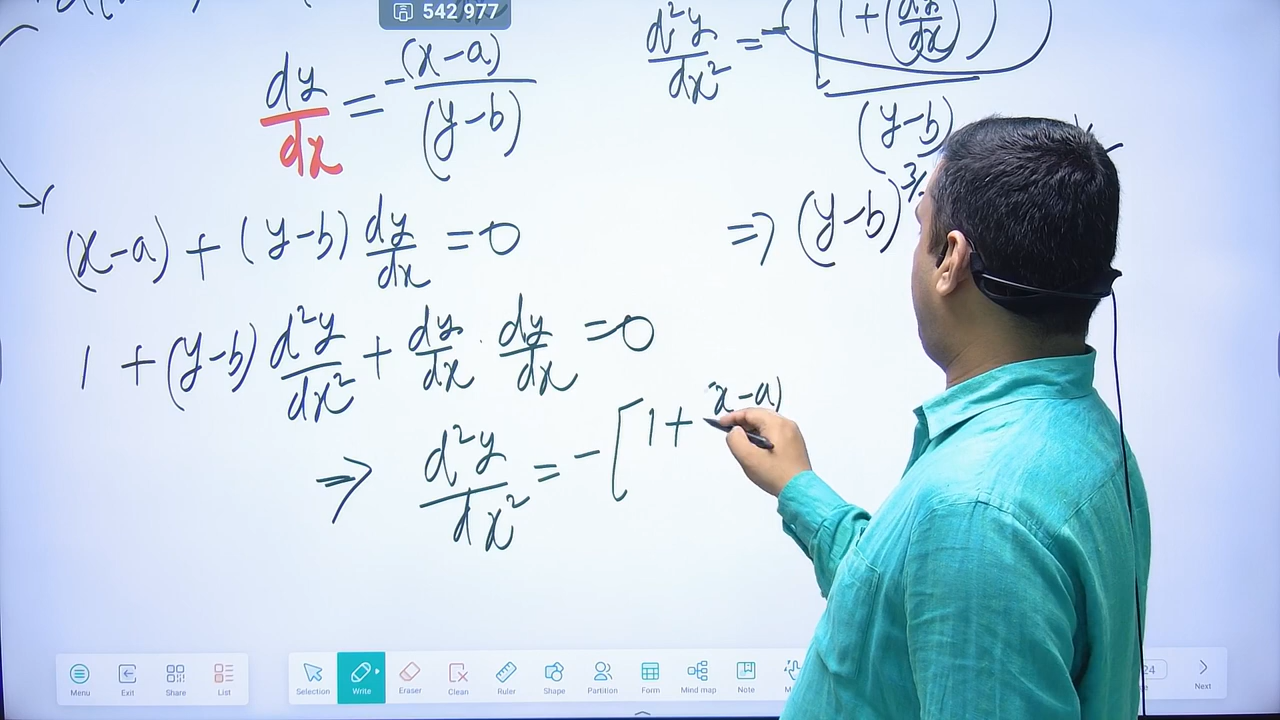 542 977
dy/dx = -(x-a)/(y-b)
d²y/dx² = -[1+(dy/dx)/(y-b)
⇒ (y-b)
(x-a) + (y-b) dy/dx = 0
1 + (y-b) d²y/dx² + dy/dx · dy/dx = 0
⇒ d²y/dx² = -[1 + (x-a)
Menu Exit Share List Selection Write Eraser Clean Ruler Shape Partition Form Mind map Note 24 Next